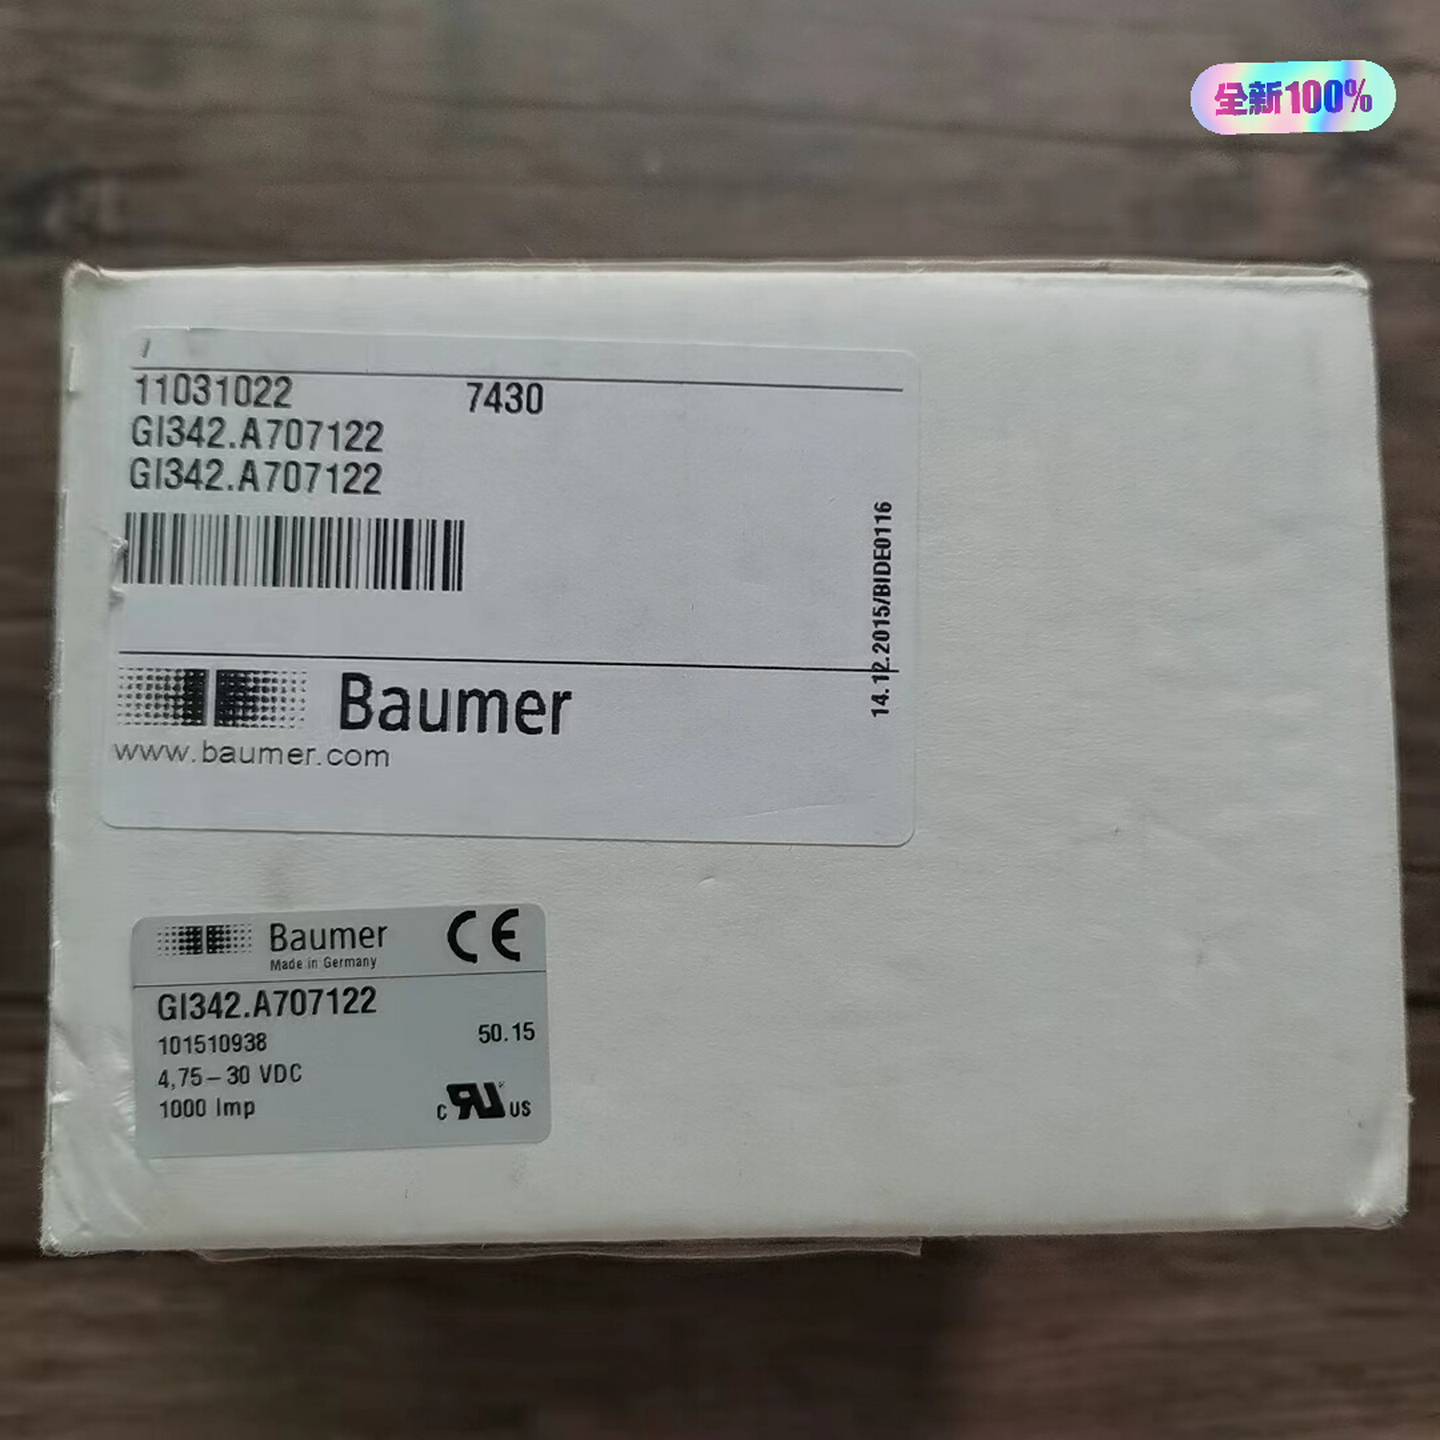 全新100%
/
11031022 7430
GI342.A707122
GI342.A707122
14.12.2015/BIDE0116
Baumer
www.baumer.com
Baumer CE
Made in Germany
GI342.A707122
101510938 50.15
4,75–30 VDC
1000 Imp c RU US